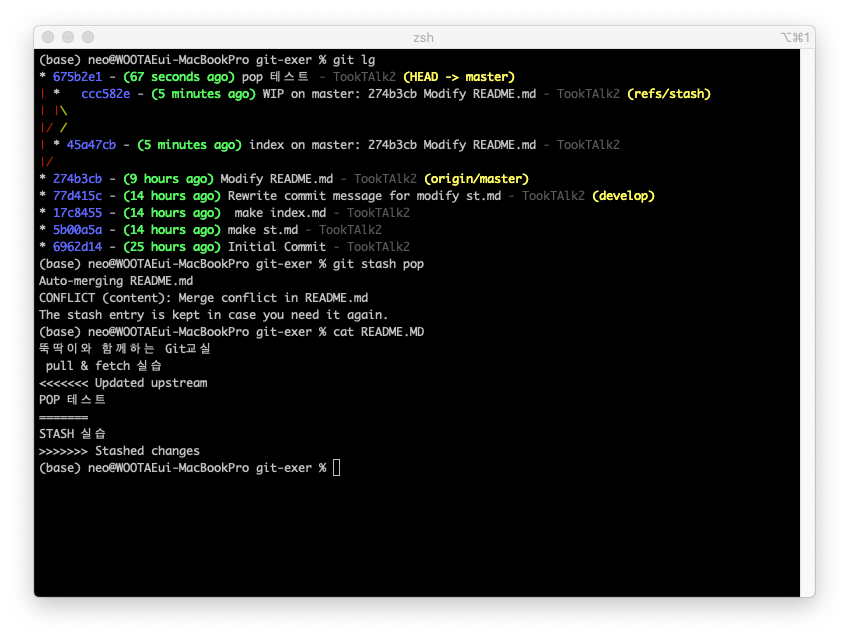 zsh
⌥⌘1
(base) neo@WOOTAEui-MacBookPro git-exer % git lg
* 675b2e1 - (67 seconds ago) pop 테스트 - TookTAlk2 (HEAD -> master)
| *   ccc582e - (5 minutes ago) WIP on master: 274b3cb Modify README.md - TookTAlk2 (refs/stash)
| |\
|/ /
| * 45a47cb - (5 minutes ago) index on master: 274b3cb Modify README.md - TookTAlk2
|/
* 274b3cb - (9 hours ago) Modify README.md - TookTAlk2 (origin/master)
* 77d415c - (14 hours ago) Rewrite commit message for modify st.md - TookTAlk2 (develop)
* 17c8455 - (14 hours ago)  make index.md - TookTAlk2
* 5b00a5a - (14 hours ago) make st.md - TookTAlk2
* 6962d14 - (25 hours ago) Initial Commit - TookTAlk2
(base) neo@WOOTAEui-MacBookPro git-exer % git stash pop
Auto-merging README.md
CONFLICT (content): Merge conflict in README.md
The stash entry is kept in case you need it again.
(base) neo@WOOTAEui-MacBookPro git-exer % cat README.MD
뚝딱이와 함께하는 Git교실
 pull & fetch 실습
<<<<<<< Updated upstream
POP 테스트
=======
STASH 실습
>>>>>>> Stashed changes
(base) neo@WOOTAEui-MacBookPro git-exer %